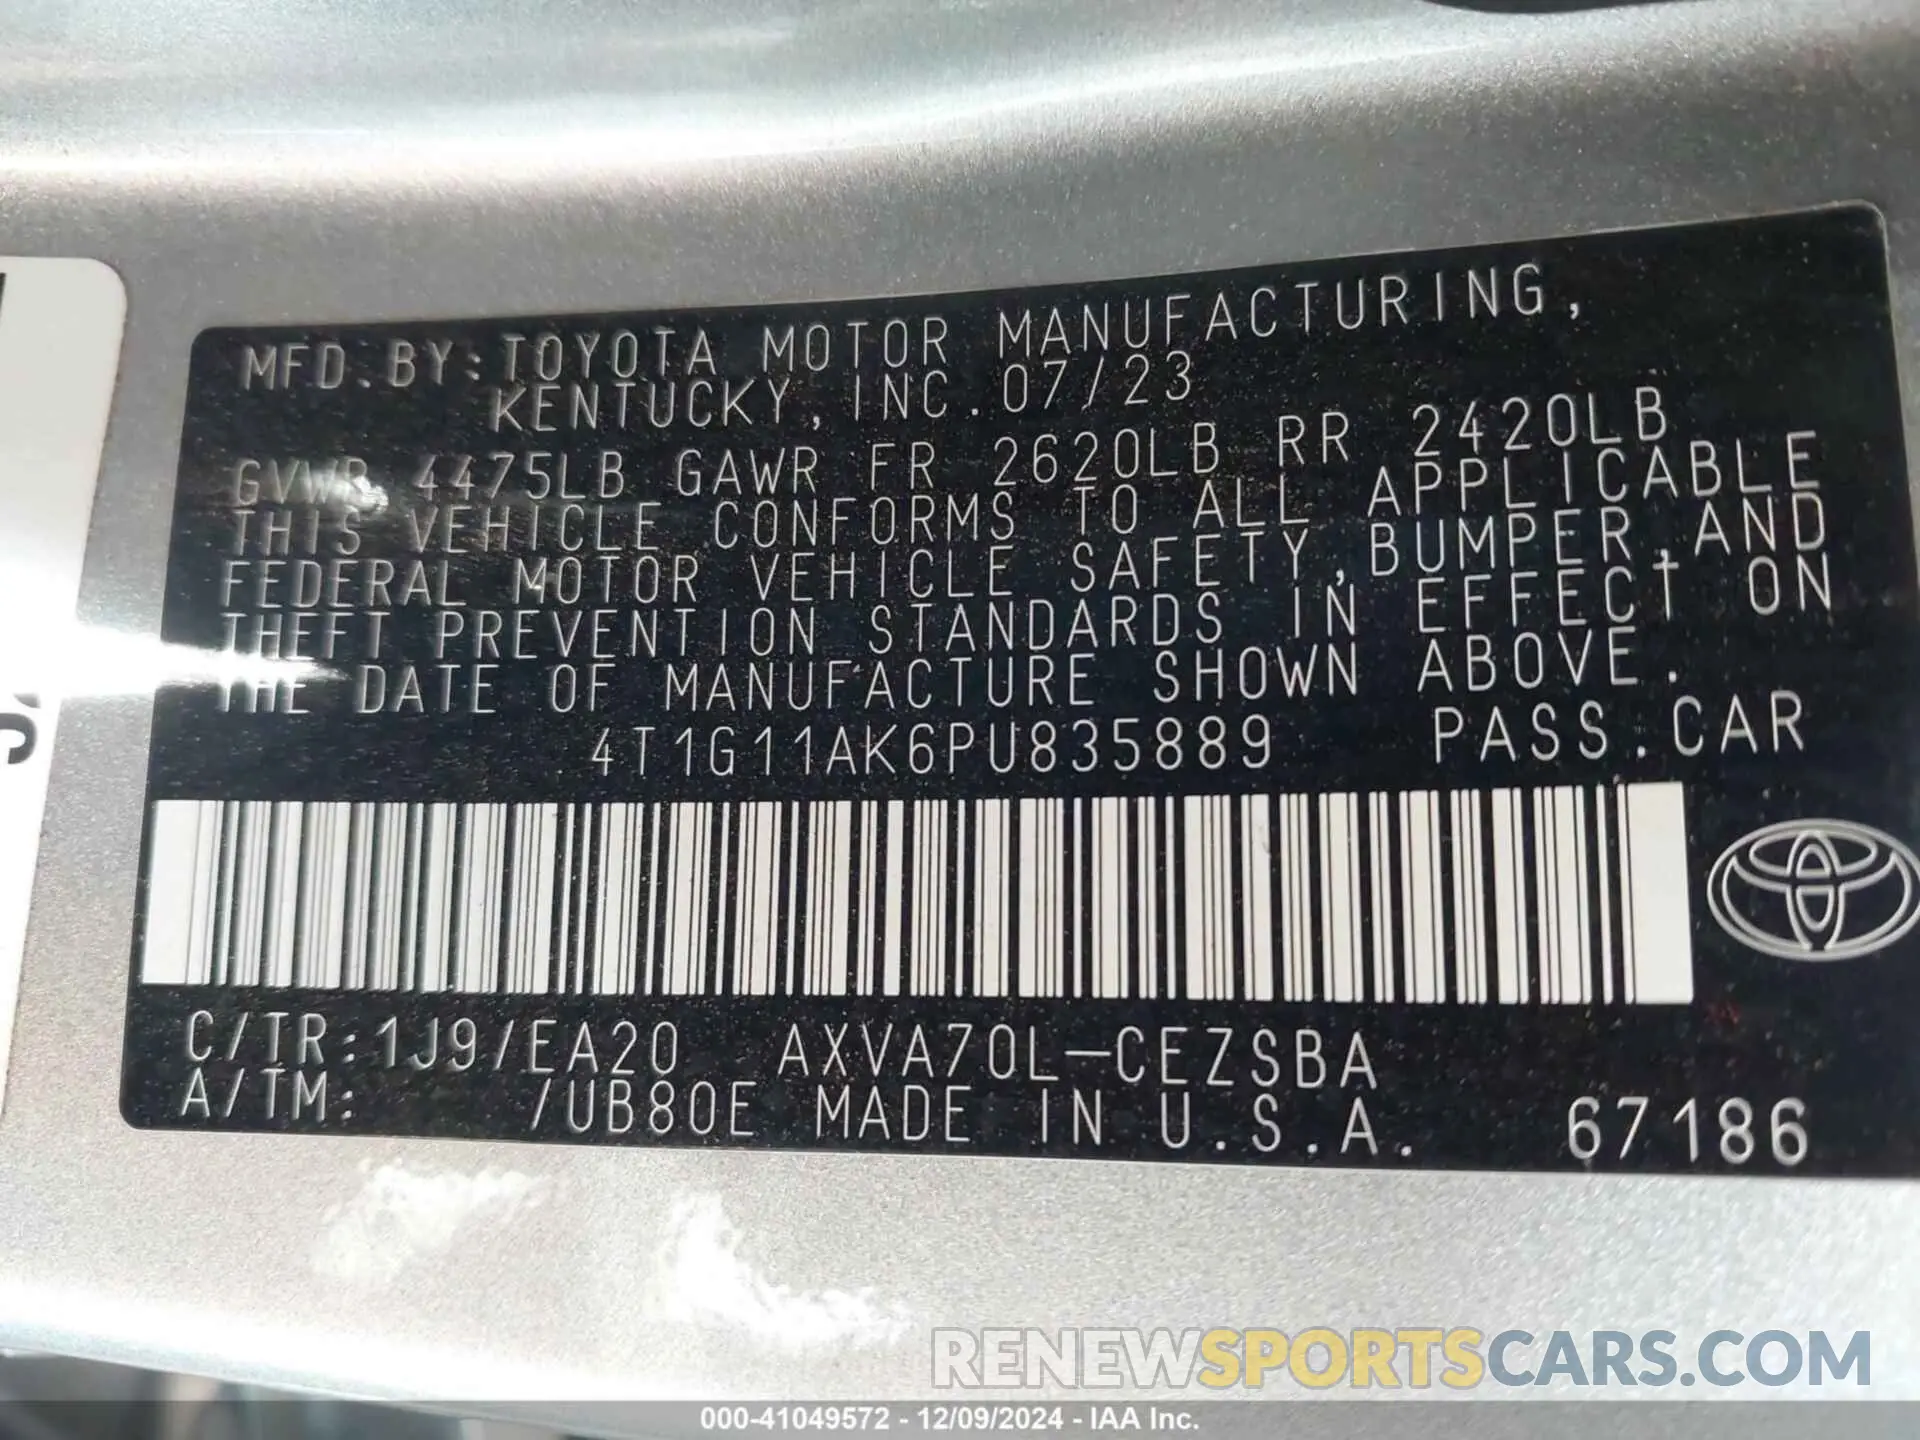 MFD. BY: TOYOTA MOTOR MANUFACTURING,
KENTUCKY, INC. 07/23
GVWR 4475LB GAWR FR 2620LB RR 2420LB
THIS VEHICLE CONFORMS TO ALL APPLICABLE
FEDERAL MOTOR VEHICLE SAFETY, BUMPER, AND
THEFT PREVENTION STANDARDS IN EFFECT ON
THE DATE OF MANUFACTURE SHOWN ABOVE.
4T1G11AK6PU835889 PASS. CAR
C/TR: 1J9/EA20 AXVA70L-CEZSBA
A/TM: /UB80E MADE IN U.S.A. 67186
RENEWSPORTSCARS.COM
000-41049572 - 12/09/2024 - IAA Inc.